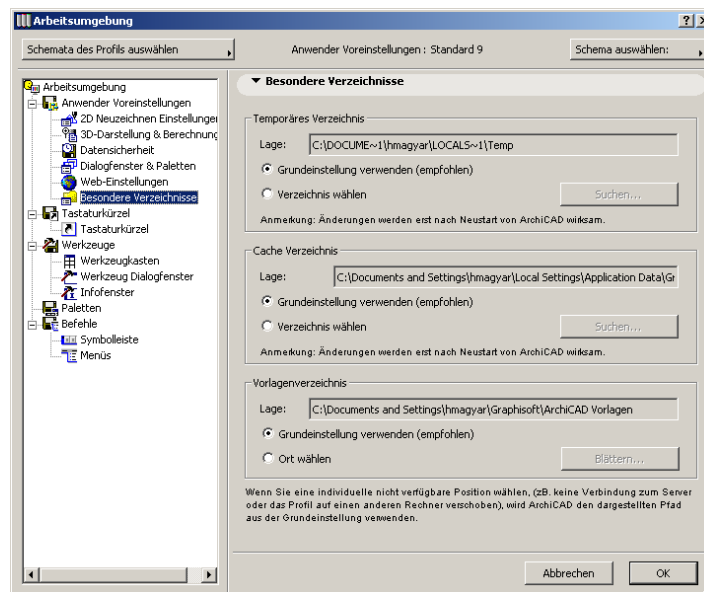 Arbeitsumgebung
Schemata des Profils auswählen
Anwender Voreinstellungen : Standard 9
Schema auswählen:
Arbeitsumgebung
Anwender Voreinstellungen
2D Neuzeichnen Einstellungen
3D-Darstellung & Berechnung
Datensicherheit
Dialogfenster & Paletten
Web-Einstellungen
Besondere Verzeichnisse
Tastaturkürzel
Tastaturkürzel
Werkzeuge
Werkzeugkasten
Werkzeug Dialogfenster
Infofenster
Paletten
Befehle
Symbolleiste
Menüs
Besondere Verzeichnisse
Temporäres Verzeichnis
Lage: C:\DOCUME~1\hmagyar\LOCALS~1\Temp
Grundeinstellung verwenden (empfohlen)
Verzeichnis wählen
Suchen...
Anmerkung: Änderungen werden erst nach Neustart von ArchiCAD wirksam.
Cache Verzeichnis
Lage: C:\Documents and Settings\hmagyar\Local Settings\Application Data\Gr
Grundeinstellung verwenden (empfohlen)
Verzeichnis wählen
Suchen...
Anmerkung: Änderungen werden erst nach Neustart von ArchiCAD wirksam.
Vorlagenverzeichnis
Lage: C:\Documents and Settings\hmagyar\Graphisoft\ArchiCAD Vorlagen
Grundeinstellung verwenden (empfohlen)
Ort wählen
Blättern...
Wenn Sie eine individuelle nicht verfügbare Position wählen, (zB. keine Verbindung zum Server
oder das Profil auf einen anderen Rechner verschoben), wird ArchiCAD den dargestellten Pfad
aus der Grundeinstellung verwenden.
Abbrechen
OK